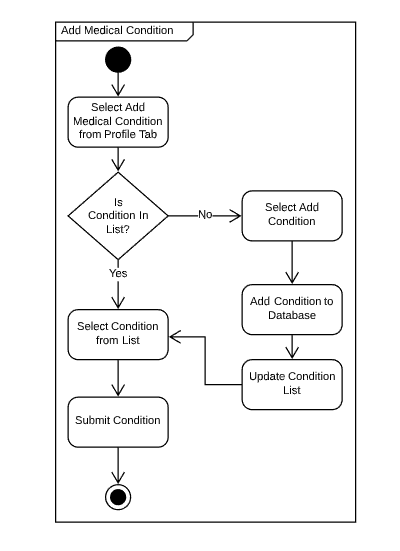 Add Medical Condition
Select Add
Medical Condition
from Profile Tab
Is
Condition In
List?
No
Select Add
Condition
Yes
Add Condition to
Database
Select Condition
from List
Update Condition
List
Submit Condition